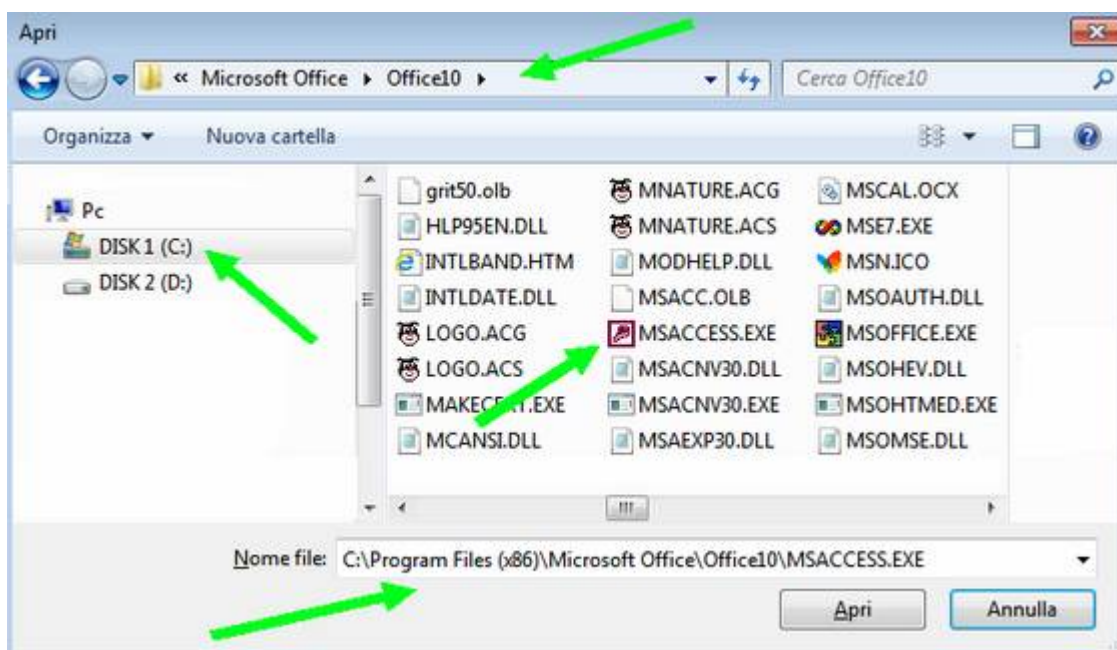 Apri
« Microsoft Office Office10
Cerca Office10
Organizza
Nuova cartella
Pc
DISK 1 (C:)
DISK 2 (D:)
grit50.olb
HLP95EN.DLL
INTLBAND.HTM
INTLDATE.DLL
LOGO.ACG
LOGO.ACS
MAKECERT.EXE
MCANSI.DLL
MNATURE.ACG
MNATURE.ACS
MODHELP.DLL
MSACC.OLB
MSACCESS.EXE
MSACNV30.DLL
MSACNV30.EXE
MSAEXP30.DLL
MSCAL.OCX
MSE7.EXE
MSN.ICO
MSOAUTH.DLL
MSOFFICE.EXE
MSOHEV.DLL
MSOHTMED.EXE
MSOMSE.DLL
Nome file: C:\Program Files (x86)\Microsoft Office\Office10\MSACCESS.EXE
Apri
Annulla